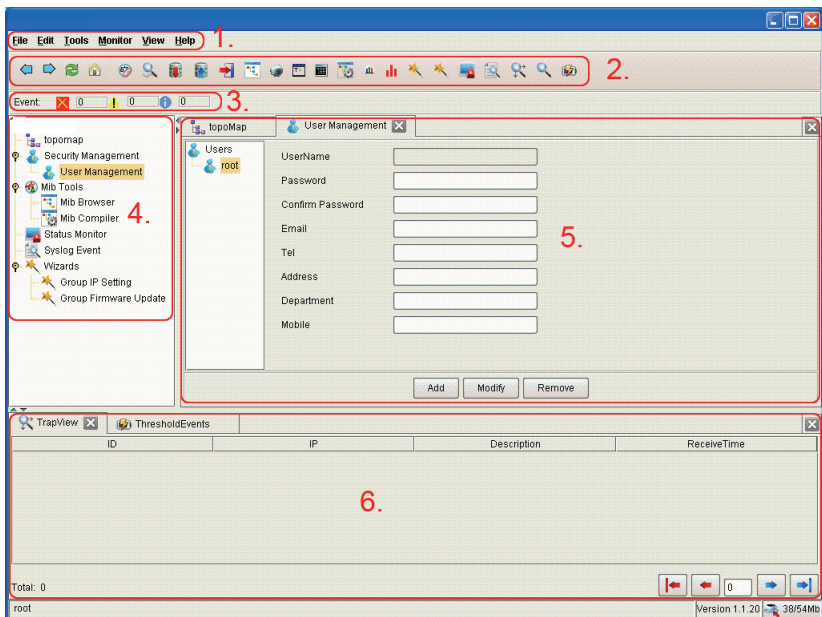 File Edit Tools Monitor View Help 1.
2.
Event: 0 0 0 3.
topomap
Security Management
User Management
Mib Tools
Mib Browser
Mib Compiler
4.
Status Monitor
Syslog Event
Wizards
Group IP Setting
Group Firmware Update
topoMap User Management
Users
root
UserName
Password
Confirm Password
Email
Tel
Address
Department
Mobile
5.
Add Modify Remove
TrapView ThresholdEvents
ID IP Description ReceiveTime
6.
Total: 0
0
root Version 1.1.20 38/54Mb